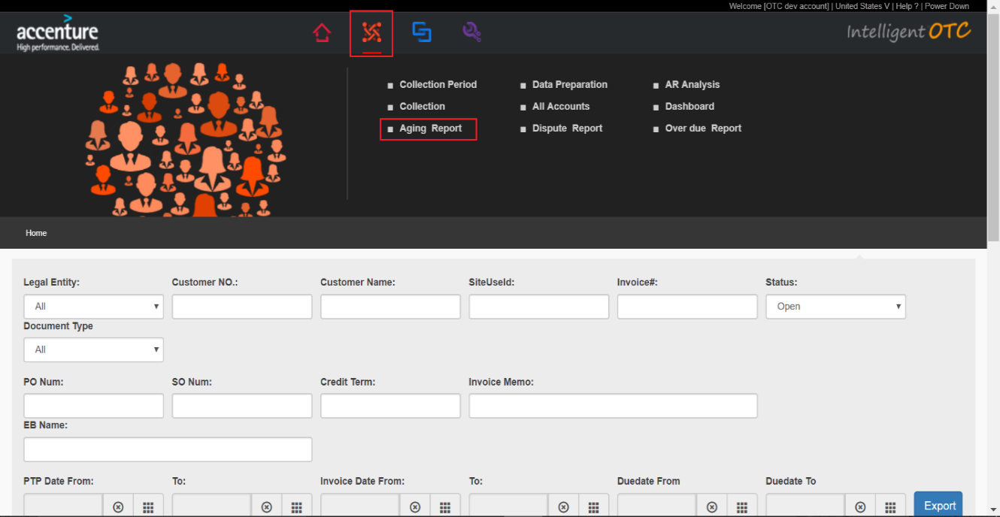 Welcome [OTC dev account] | United States V | Help ? | Power Down
accenture
High performance. Delivered.
Intelligent OTC
Collection Period
Data Preparation
AR Analysis
Collection
All Accounts
Dashboard
Aging Report
Dispute Report
Over due Report
Home
Legal Entity:
Customer NO.:
Customer Name:
SiteUseId:
Invoice#:
Status:
All
Open
Document Type
All
PO Num:
SO Num:
Credit Term:
Invoice Memo:
EB Name:
PTP Date From:
To:
Invoice Date From:
To:
Duedate From
Duedate To
Export